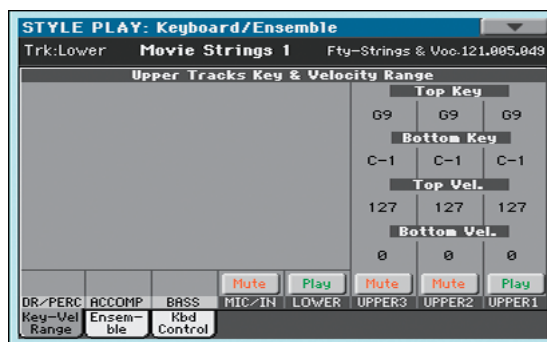 STYLE PLAY: Keyboard/Ensemble
Trk:Lower Movie Strings 1 Fty-Strings & Voc.121.005.049
Upper Tracks Key & Velocity Range
Top Key
G9 G9 G9
Bottom Key
C-1 C-1 C-1
Top Vel.
127 127 127
Bottom Vel.
0 0 0
Mute Play Mute Mute Play
DR/PERC ACCOMP BASS MIC/IN LOWER UPPER3 UPPER2 UPPER1
Key-Vel Ensem- Kbd
Range ble Control